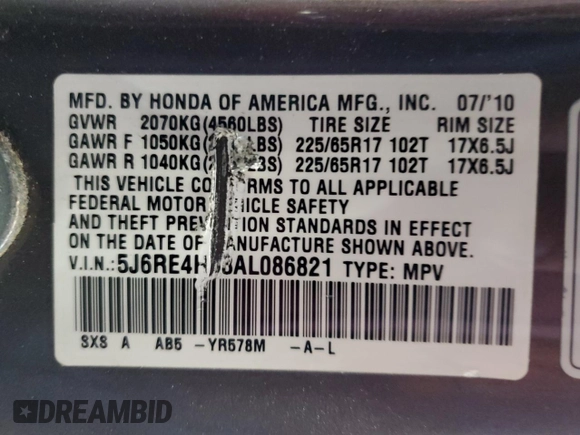 MFD. BY HONDA OF AMERICA MFG., INC. 07/'10
GVWR 2070KG(4560LBS) TIRE SIZE RIM SIZE
GAWR F 1050KG( LBS) 225/65R17 102T 17X6.5J
GAWR R 1040KG( LBS) 225/65R17 102T 17X6.5J
THIS VEHICLE TO ALL APPLICABLE
FEDERAL MOTOR SAFETY
AND THEFT STANDARDS IN EFFECT
ON THE DATE OF SHOWN ABOVE.
V.I.N.: TYPE: MPV
SXS A AB5 -YR578M -A-L
DREAMBID